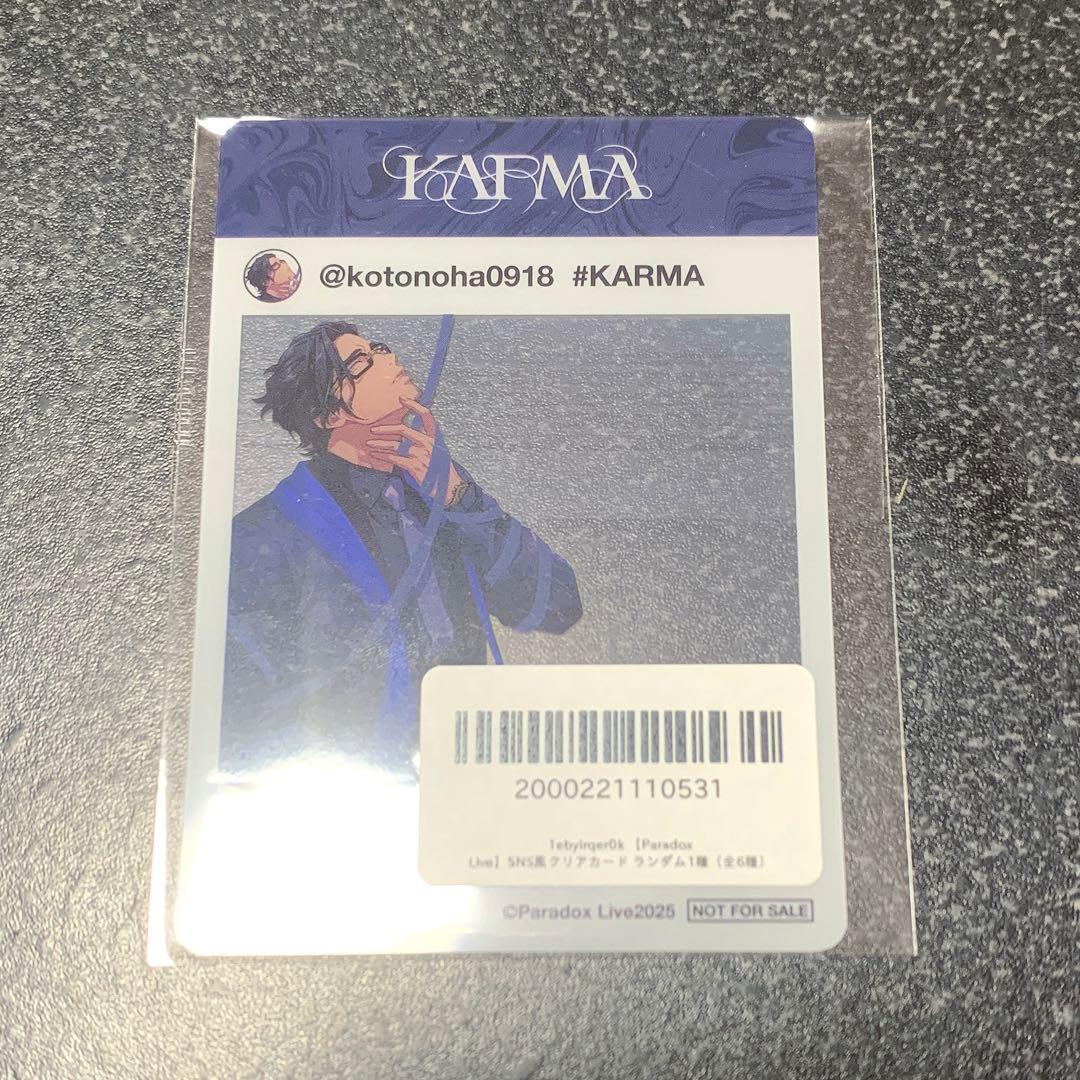 KARMA
@kotonoha0918 #KARMA
2000221110531
1ebyirqer0k 【Paradox
Live】SNS風クリアカード ランダム1種（全6種）
©Paradox Live2025 NOT FOR SALE